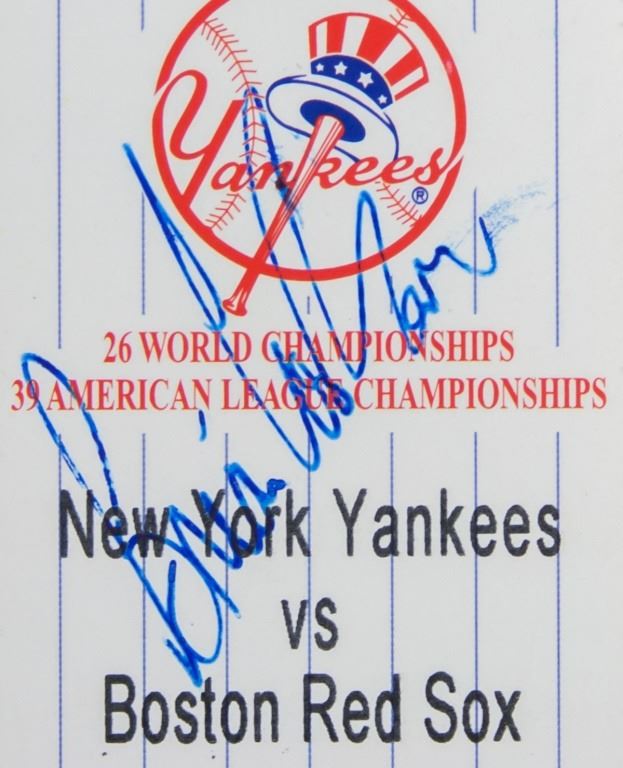 Yankees®
26 WORLD CHAMPIONSHIPS
39 AMERICAN LEAGUE CHAMPIONSHIPS
New York Yankees
vs
Boston Red Sox